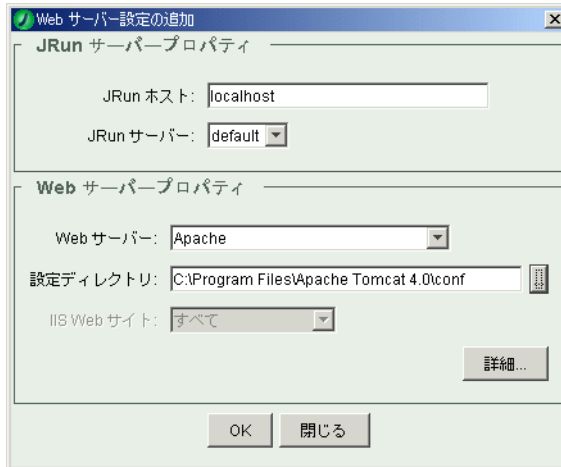 Web サーバー設定の追加
JRun サーバープロパティ
JRun ホスト: localhost
JRun サーバー: default
Web サーバープロパティ
Web サーバー: Apache
設定ディレクトリ: C:\Program Files\Apache Tomcat 4.0\conf
IIS Web サイト: すべて
詳細...
OK 閉じる